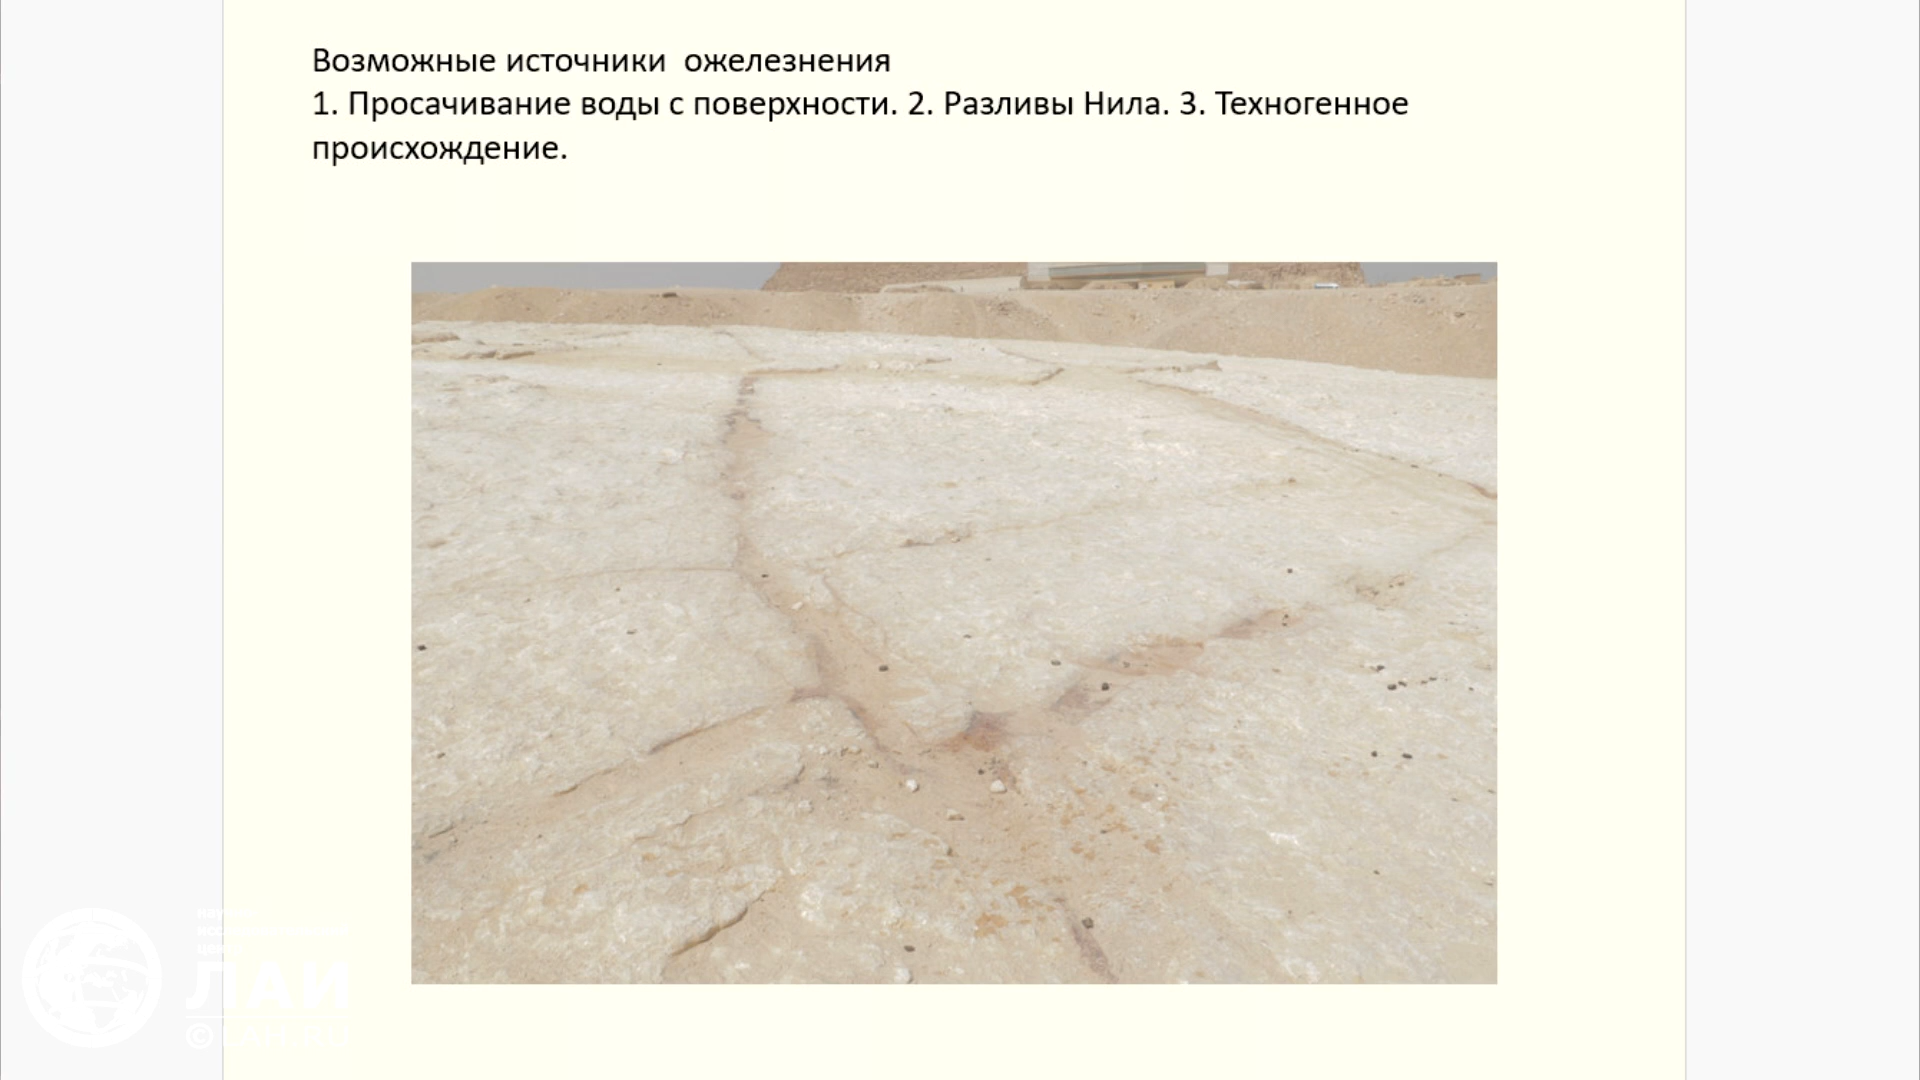 Возможные источники  ожелезнения
1. Просачивание воды с поверхности. 2. Разливы Нила. 3. Техногенное
происхождение.
ЛАИ